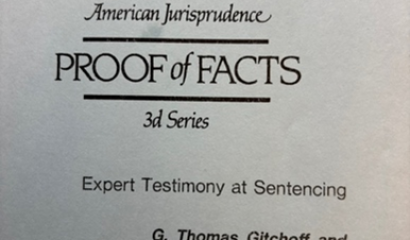 American Jurisprudence
PROOF of FACTS
3d Series
Expert Testimony at Sentencing
G. Thomas Gitchoff and